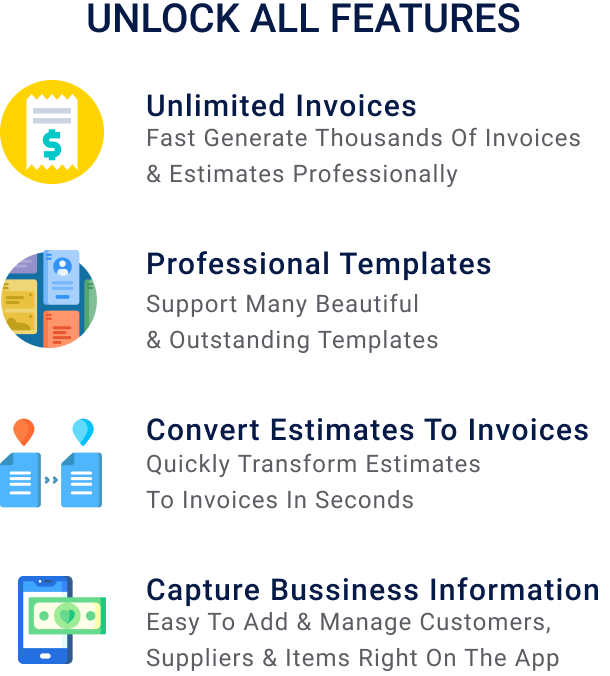 UNLOCK ALL FEATURES
Unlimited Invoices
Fast Generate Thousands Of Invoices
& Estimates Professionally
$
Professional Templates
Support Many Beautiful
& Outstanding Templates
Convert Estimates To Invoices
Quickly Transform Estimates
To Invoices In Seconds
Capture Bussiness Information
Easy To Add & Manage Customers,
Suppliers & Items Right On The App